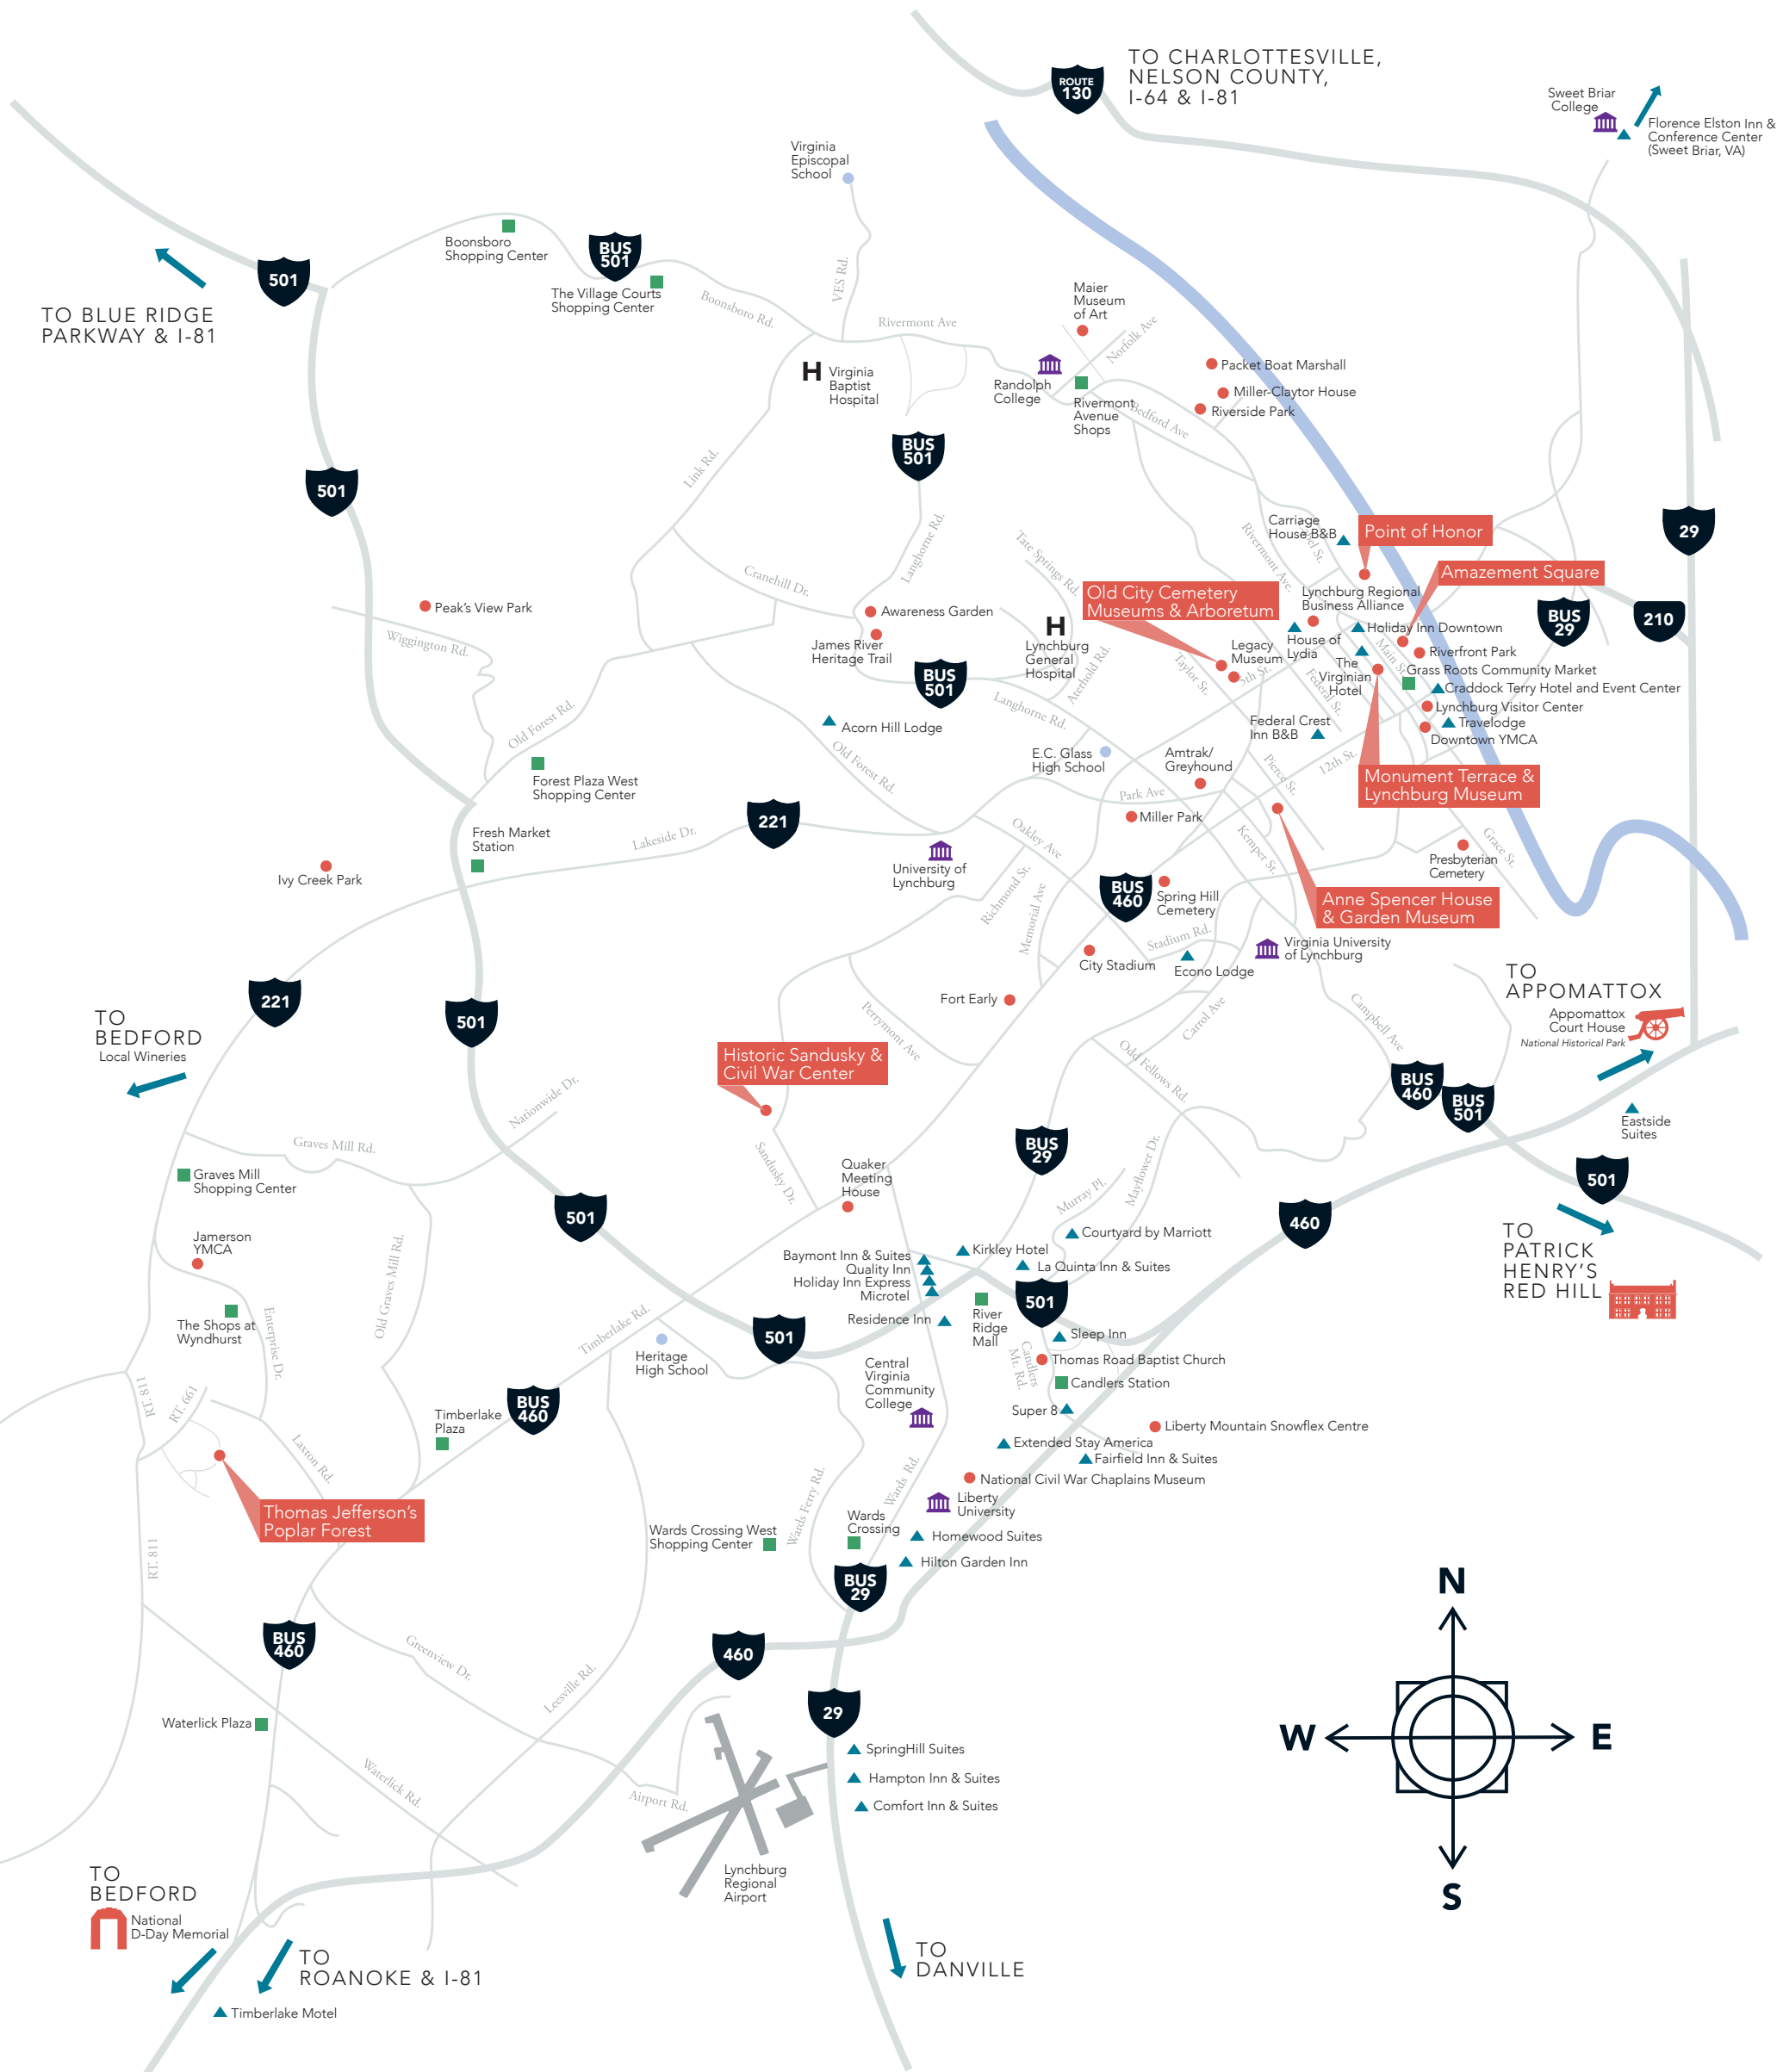 ROUTE
130
TO CHARLOTTESVILLE,
NELSON COUNTY,
I-64 & I-81
Sweet Briar
College
Florence Elston Inn &
Conference Center
(Sweet Briar, VA)
Virginia
Episcopal
School
Boonsboro
Shopping Center
BUS
501
501
The Village Courts
Shopping Center
Boonsboro Rd.
VES Rd.
Rivermont Ave
TO BLUE RIDGE
PARKWAY & I-81
Maier
Museum
of Art
Norfolk Ave
H
Virginia
Baptist
Hospital
Randolph
College
Rivermont
Avenue
Shops
Bedford Ave
Packet Boat Marshall
Miller-Claytor House
Riverside Park
BUS
501
Link Rd.
501
29
Langhorne Rd.
Tate Springs Rd.
Rivermont Ave.
Carriage
House B&B
Point of Honor
Amazement Square
Cranehill Dr.
Old City Cemetery
Museums & Arboretum
Lynchburg Regional
Business Alliance
BUS
29
210
Peak's View Park
Wiggington Rd.
Awareness Garden
James River
Heritage Trail
H
Lynchburg
General
Hospital
Atherhold Rd.
Taylor St.
Legacy
Museum
5th St.
House of
Lydia
Holiday Inn Downtown
Main St.
Riverfront Park
The
Virginian
Hotel
Federal St.
Grass Roots Community Market
Craddock Terry Hotel and Event Center
Lynchburg Visitor Center
Travelodge
Downtown YMCA
BUS
501
Langhorne Rd.
Acorn Hill Lodge
Old Forest Rd.
Old Forest Rd.
Federal Crest
Inn B&B
12th St.
Monument Terrace &
Lynchburg Museum
E.C. Glass
High School
Amtrak/
Greyhound
Pierce St.
Park Ave
Forest Plaza West
Shopping Center
Fresh Market
Station
Lakeside Dr.
221
Miller Park
Oakley Ave
Kemper St.
Grace St.
Presbyterian
Cemetery
Ivy Creek Park
University of
Lynchburg
Richmond St.
Memorial Ave
BUS
460
Spring Hill
Cemetery
Anne Spencer House
& Garden Museum
Stadium Rd.
City Stadium
Econo Lodge
Virginia University
of Lynchburg
221
501
Fort Early
Perrymont Ave
Carrol Ave
Campbell Ave
Odd Fellows Rd.
TO
APPOMATTOX
Appomattox
Court House
National Historical Park
TO
BEDFORD
Local Wineries
Historic Sandusky &
Civil War Center
Nationwide Dr.
Graves Mill Rd.
BUS
460
BUS
501
Eastside
Suites
BUS
29
Sandusky Dr.
Quaker
Meeting
House
Murray Pl.
Mayflower Dr.
Graves Mill
Shopping Center
501
460
501
TO
PATRICK
HENRY'S
RED HILL
Jamerson
YMCA
Old Graves Mill Rd.
Courtyard by Marriott
Kirkley Hotel
La Quinta Inn & Suites
Baymont Inn & Suites
Quality Inn
Holiday Inn Express
Microtel
Residence Inn
River
Ridge
Mall
501
Sleep Inn
The Shops at
Wyndhurst
Enterprise Dr.
Timberlake Rd.
501
Heritage
High School
Candlers
Mt. Rd.
Thomas Road Baptist Church
Candlers Station
Super 8
Central
Virginia
Community
College
RT. 811
RT. 661
Timberlake
Plaza
BUS
460
Laxton Rd.
Liberty Mountain Snowflex Centre
Extended Stay America
Fairfield Inn & Suites
National Civil War Chaplains Museum
Wards Rd.
Wards Ferry Rd.
Liberty
University
Thomas Jefferson's
Poplar Forest
RT. 811
Wards Crossing West
Shopping Center
Wards
Crossing
Homewood Suites
Hilton Garden Inn
BUS
29
BUS
460
Greenview Dr.
Leesville Rd.
460
29
Waterlick Plaza
Waterlick Rd.
Airport Rd.
SpringHill Suites
Hampton Inn & Suites
Comfort Inn & Suites
Lynchburg
Regional
Airport
N
W
E
S
TO
BEDFORD
National
D-Day Memorial
TO
ROANOKE & I-81
Timberlake Motel
TO
DANVILLE